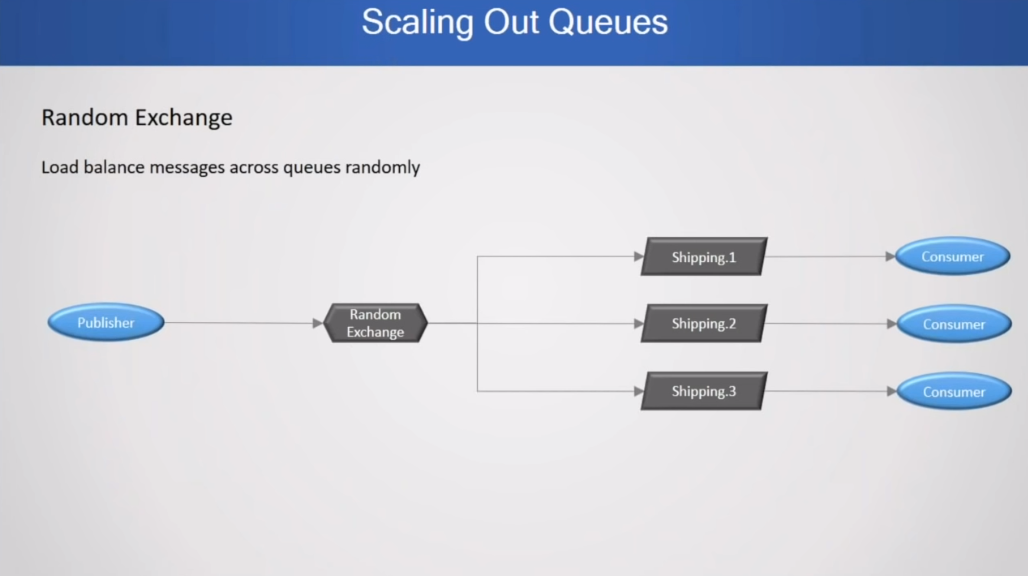 Scaling Out Queues
Random Exchange
Load balance messages across queues randomly
Publisher
Random
Exchange
Shipping.1
Consumer
Shipping.2
Consumer
Shipping.3
Consumer